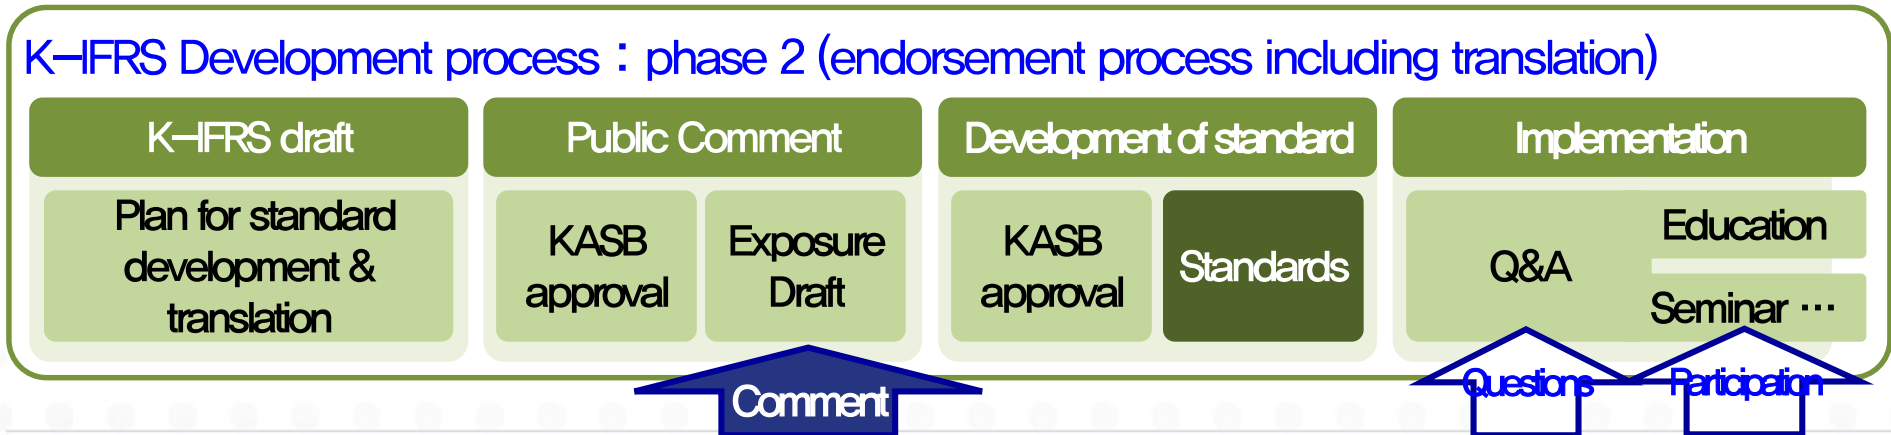 K-IFRS Development process : phase 2 (endorsement process including translation)
K-IFRS draft
Plan for standard
development &
translation
Public Comment
KASB
approval
Exposure
Draft
Comment
Development of standard
KASB
approval
Standards
Implementation
Q&A
Education
Seminar ···
Questions
Participation